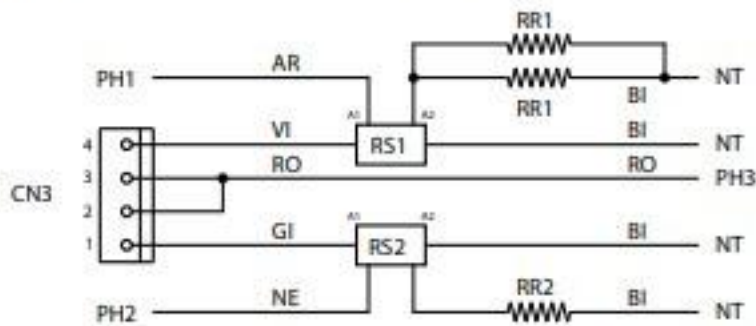 RR1
PH1 AR NT
RR1 BI
A1 A2
4 VI RS1 BI NT
3 RO RO PH3
CN3
2
A1 A2
1 GI RS2 BI NT
RR2
PH2 NE BI NT